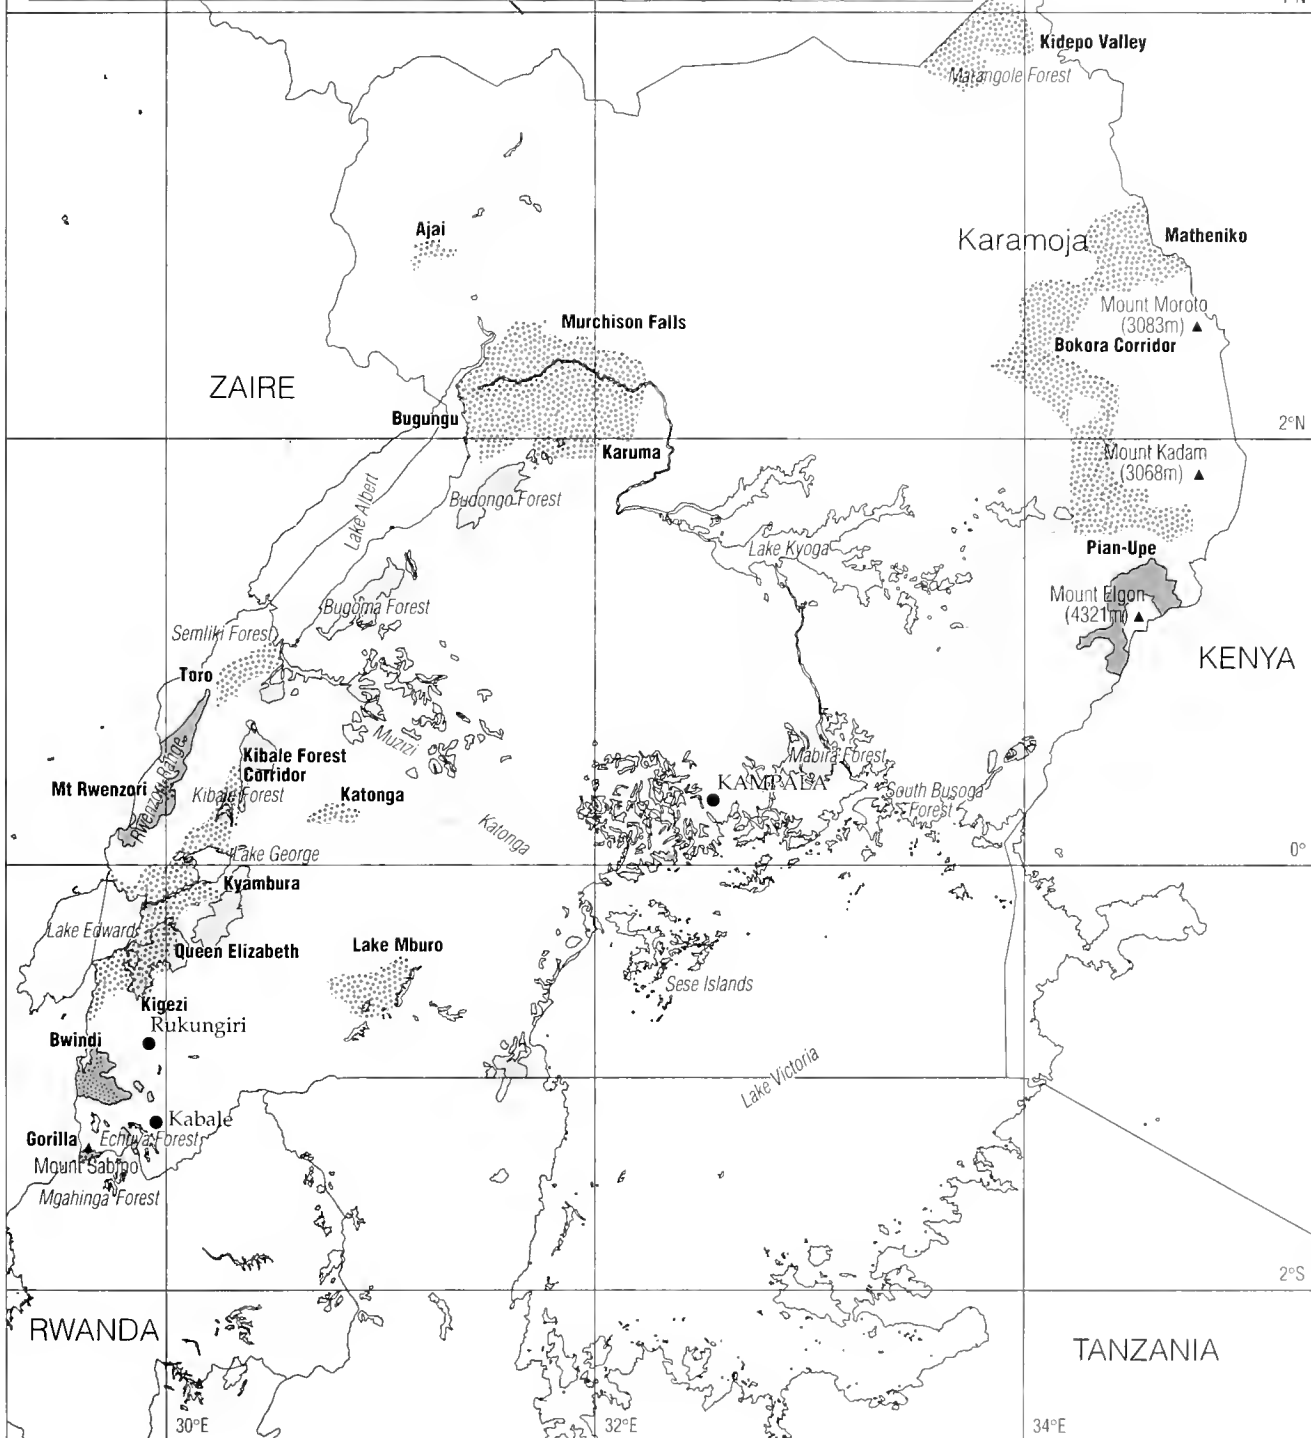 Kidepo Valley
Matangole Forest
Ajai
Karamoja
Matheniko
Mount Moroto
(3083m)
Murchison Falls
Bokora Corridor
ZAIRE
Bugungu
2°N
Karuma
Mount Kadam
(3068m)
Lake Albert
Budongo Forest
Lake Kyoga
Pian-Upe
Bugoma Forest
Mount Elgon
(4321m)
Semliki Forest
KENYA
Toro
Muzizi
Rwenzori Range
Kibale Forest
Corridor
Mabira Forest
Mt Rwenzori
Kibale Forest
Katonga
KAMPALA
South Busoga
Forest
Katonga
Lake George
0°
Kyambura
Lake Edward
Queen Elizabeth
Lake Mburo
Sese Islands
Kigezi
Rukungiri
Bwindi
Lake Victoria
Kabale
Gorilla
Echuya Forest
Mount Sabino
Mgahinga Forest
2°S
RWANDA
TANZANIA
30°E
32°E
34°E